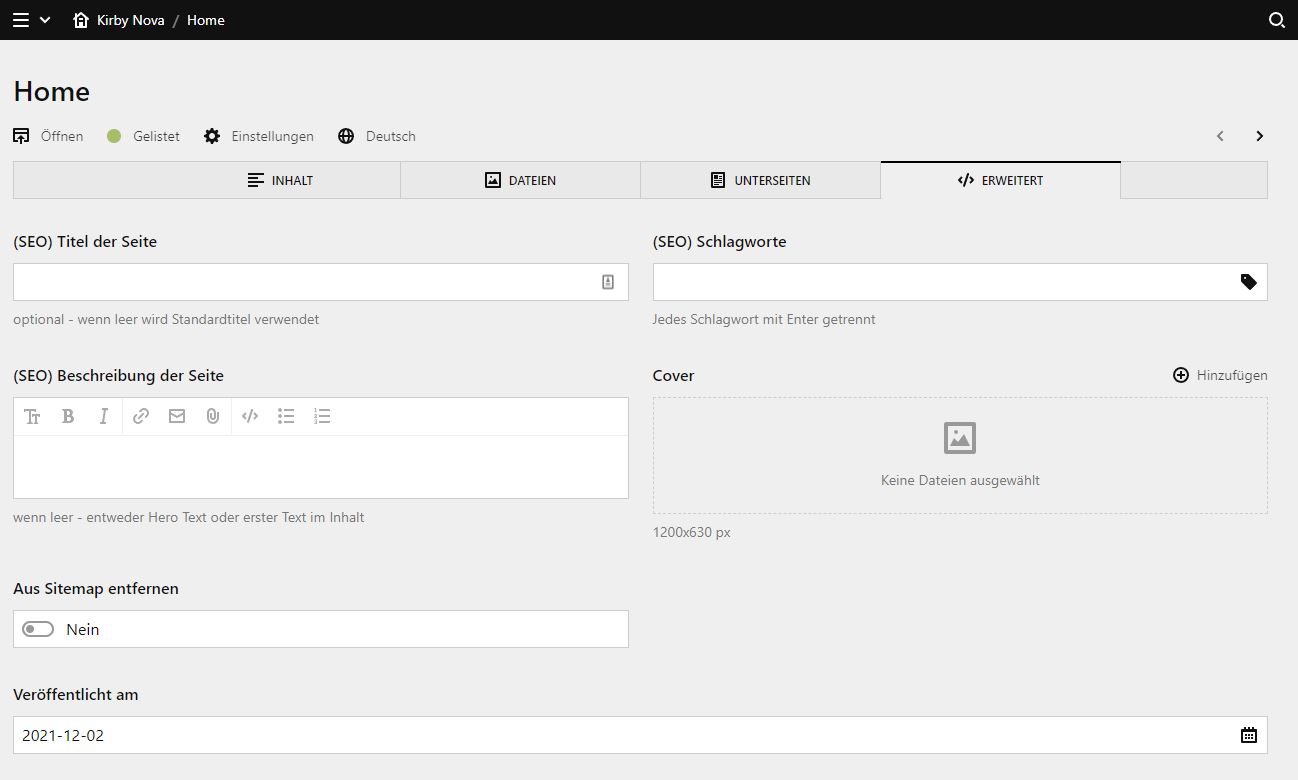 Kirby Nova / Home
Home
Öffnen Gelistet Einstellungen Deutsch
INHALT DATEIEN UNTERSEITEN ERWEITERT
(SEO) Titel der Seite
optional - wenn leer wird Standardtitel verwendet
(SEO) Schlagworte
Jedes Schlagwort mit Enter getrennt
(SEO) Beschreibung der Seite
wenn leer - entweder Hero Text oder erster Text im Inhalt
Cover
Hinzufügen
Keine Dateien ausgewählt
1200x630 px
Aus Sitemap entfernen
Nein
Veröffentlicht am
2021-12-02